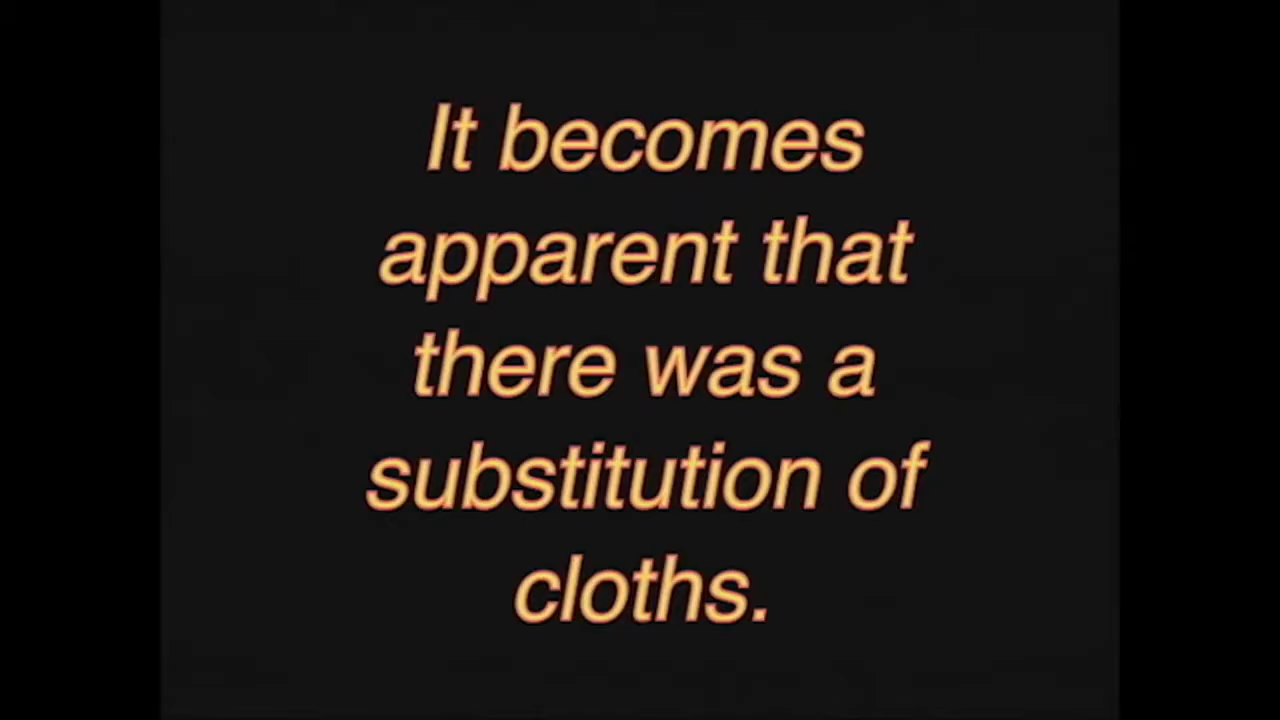 It becomes
apparent that
there was a
substitution of
cloths.